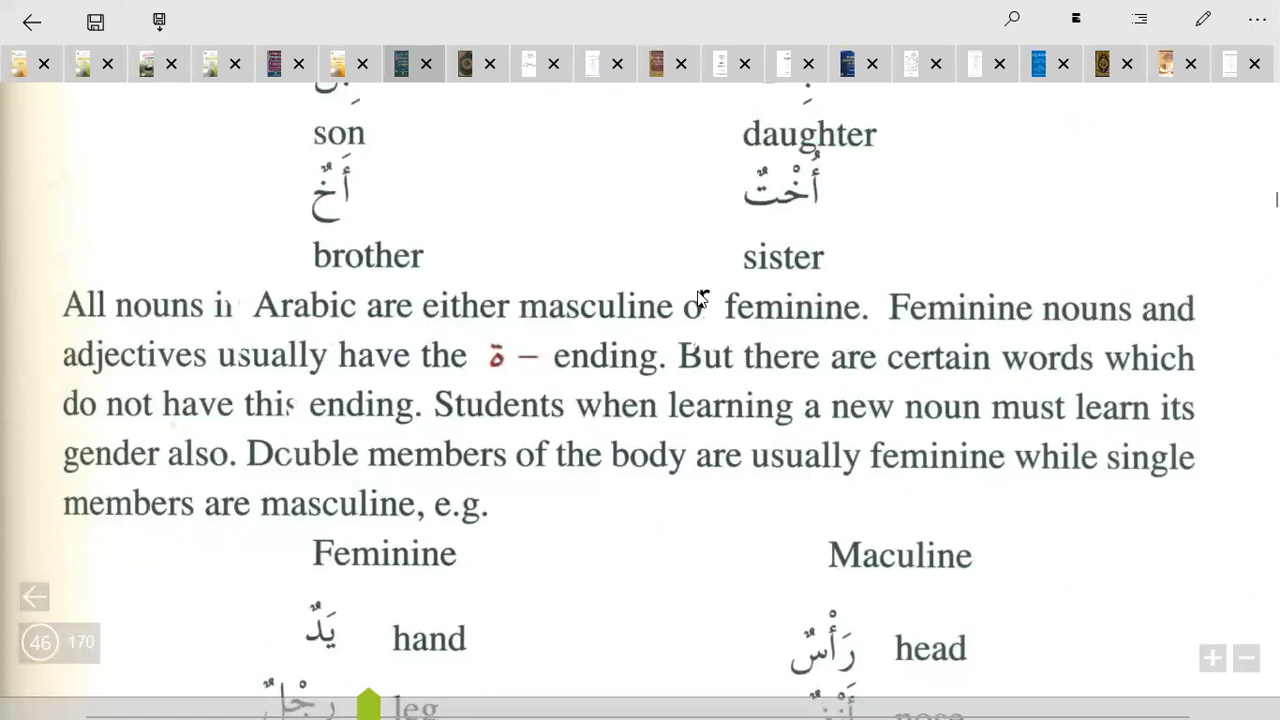 son daughter
أَخٌ أُخْتٌ
brother sister
All nouns in Arabic are either masculine or feminine. Feminine nouns and
adjectives usually have the ة – ending. But there are certain words which
do not have this ending. Students when learning a new noun must learn its
gender also. Double members of the body are usually feminine while single
members are masculine, e.g.
Feminine Maculine
يَدٌ hand رَأْسٌ head
رِجْلٌ leg
46 170